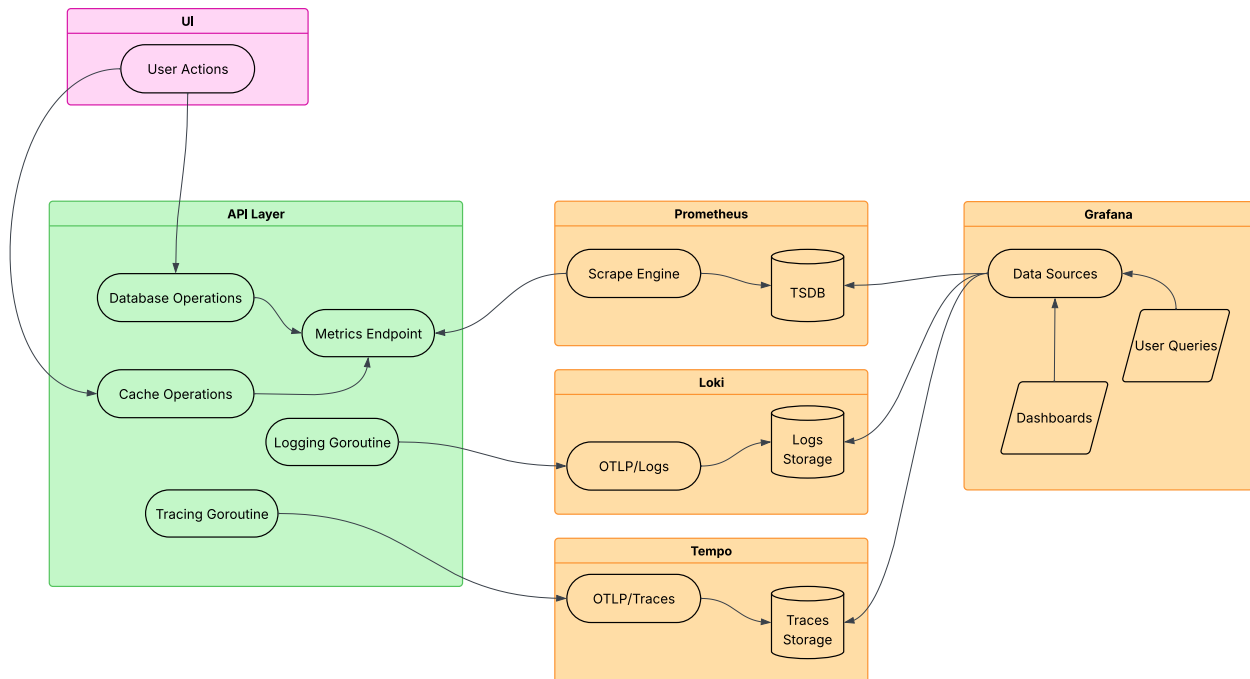 UI
User Actions
API Layer
Database Operations
Metrics Endpoint
Cache Operations
Logging Goroutine
Tracing Goroutine
Prometheus
Scrape Engine
TSDB
Loki
OTLP/Logs
Logs
Storage
Tempo
OTLP/Traces
Traces
Storage
Grafana
Data Sources
User Queries
Dashboards